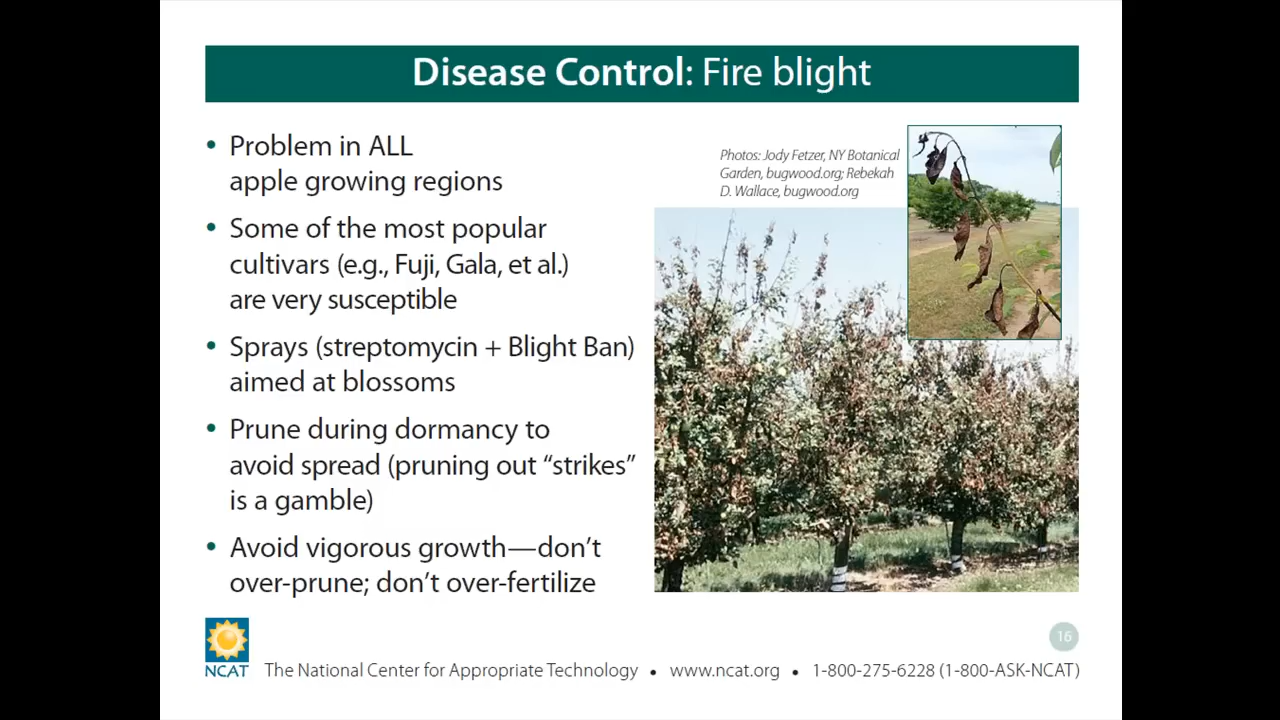 Disease Control: Fire blight
• Problem in ALL
apple growing regions
• Some of the most popular
cultivars (e.g., Fuji, Gala, et al.)
are very susceptible
• Sprays (streptomycin + Blight Ban)
aimed at blossoms
• Prune during dormancy to
avoid spread (pruning out “strikes”
is a gamble)
• Avoid vigorous growth—don’t
over-prune; don’t over-fertilize
Photos: Jody Fetzer, NY Botanical
Garden, bugwood.org; Rebekah
D. Wallace, bugwood.org
16
NCAT
The National Center for Appropriate Technology • www.ncat.org • 1-800-275-6228 (1-800-ASK-NCAT)